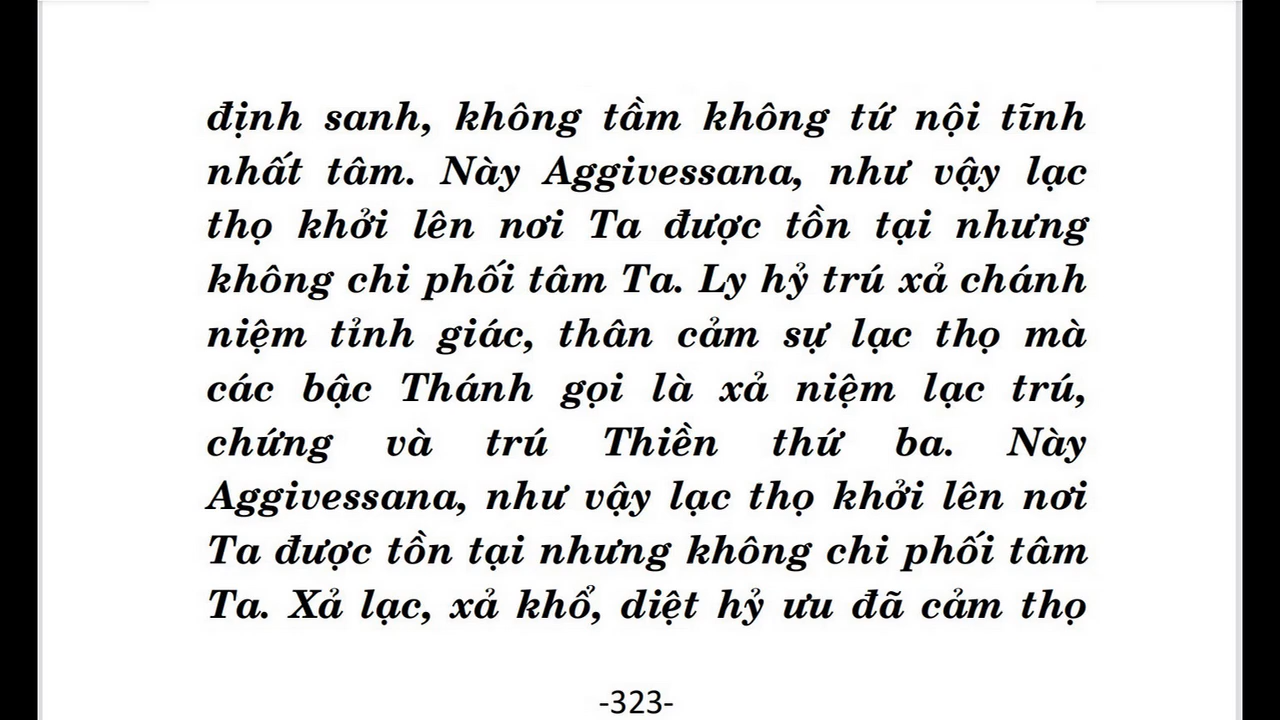 định sanh, không tầm không tứ nội tĩnh
nhất tâm. Này Aggivessana, như vậy lạc
thọ khởi lên nơi Ta được tồn tại nhưng
không chi phối tâm Ta. Ly hỷ trú xả chánh
niệm tỉnh giác, thân cảm sự lạc thọ mà
các bậc Thánh gọi là xả niệm lạc trú,
chứng và trú Thiền thứ ba. Này
Aggivessana, như vậy lạc thọ khởi lên nơi
Ta được tồn tại nhưng không chi phối tâm
Ta. Xả lạc, xả khổ, diệt hỷ ưu đã cảm thọ
-323-